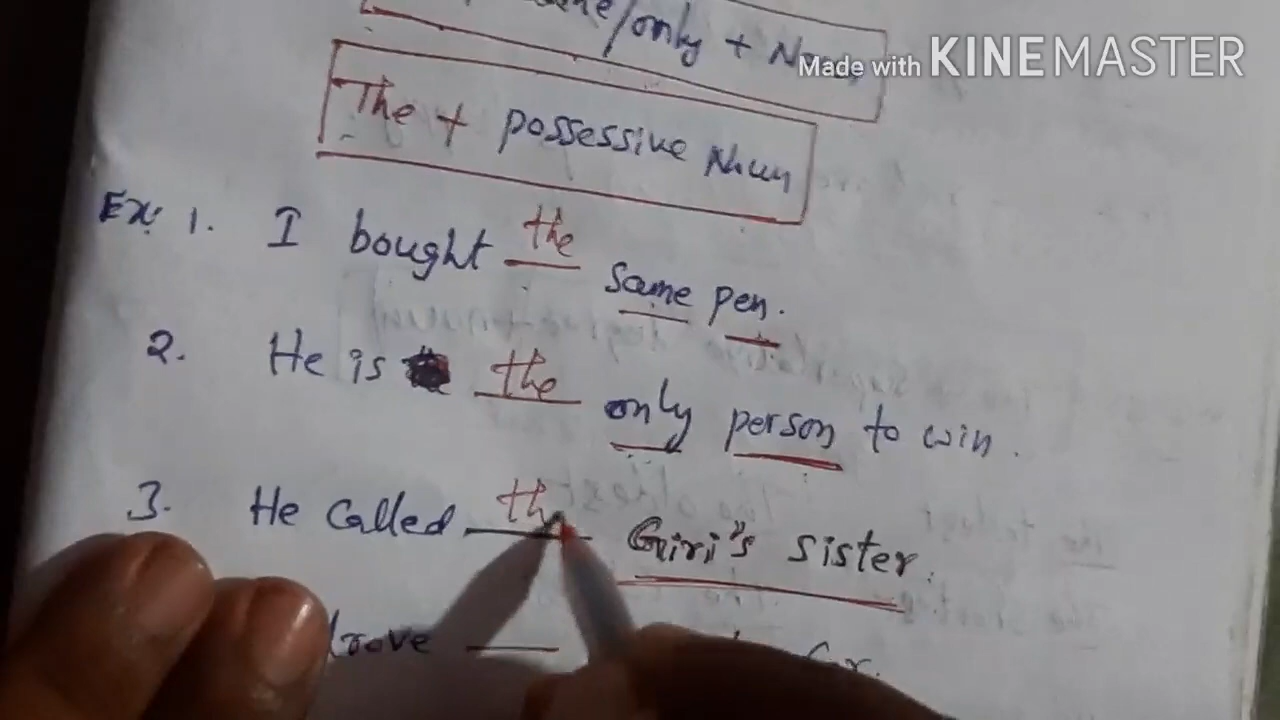 /only +
Made with KINEMASTER
The + possessive Noun
Ex: 1. I bought the same pen.
2. He is the only person to win.
3. He called th Giri's sister.
drove